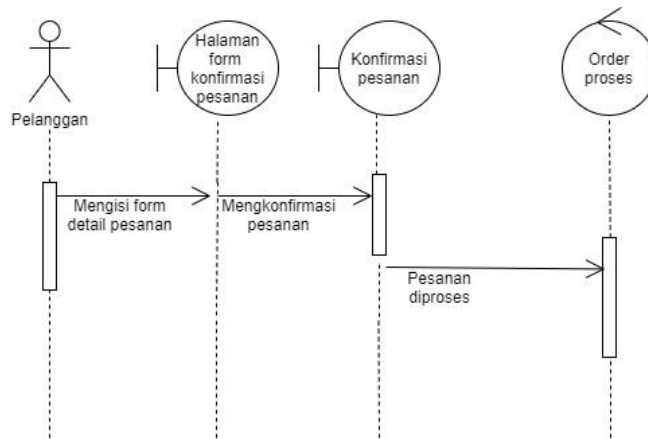 Pelanggan
Halaman
form
konfirmasi
pesanan
Konfirmasi
pesanan
Order
proses
Mengisi form
detail pesanan
Mengkonfirmasi
pesanan
Pesanan
diproses